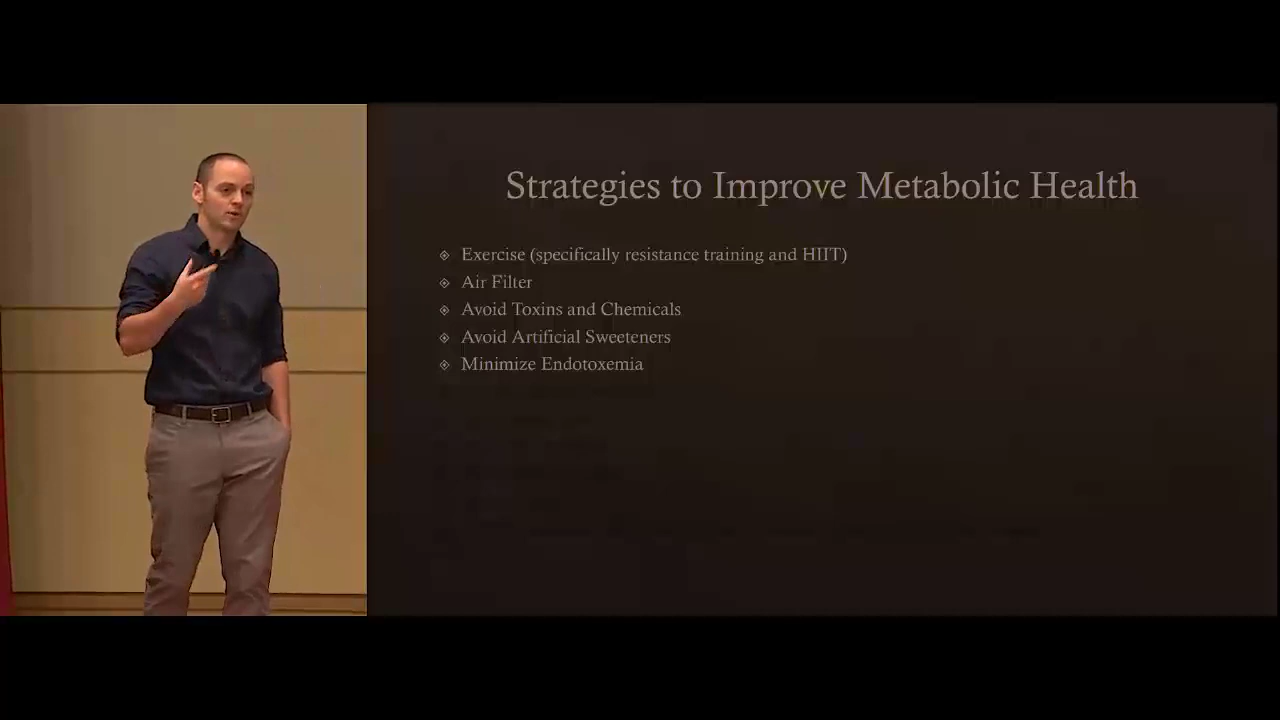 Strategies to Improve Metabolic Health
Exercise (specifically resistance training and HIIT)
Air Filter
Avoid Toxins and Chemicals
Avoid Artificial Sweeteners
Minimize Endotoxemia